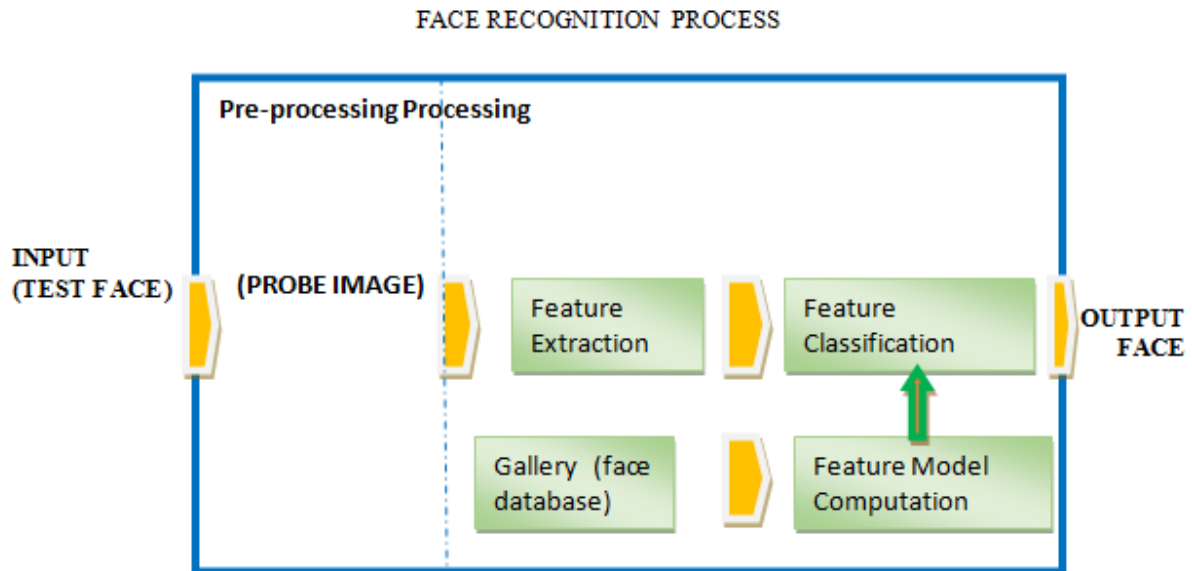 FACE RECOGNITION PROCESS
Pre-processing Processing
INPUT
(TEST FACE)
(PROBE IMAGE)
Feature
Extraction
Feature
Classification
OUTPUT
FACE
Gallery (face
database)
Feature Model
Computation